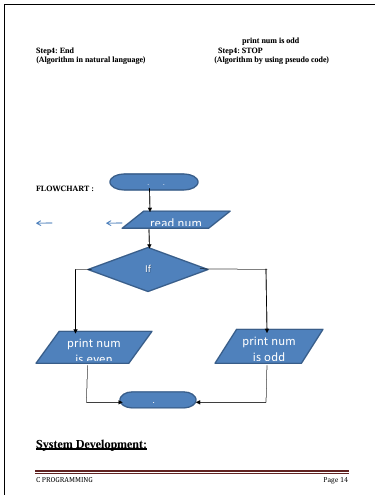 print num is odd
Step4: End
Step4: STOP
(Algorithm in natural language)
(Algorithm by using pseudo code)
FLOWCHART :
read num
If
print num
is even
print num
is odd
System Development:
C PROGRAMMING
Page 14